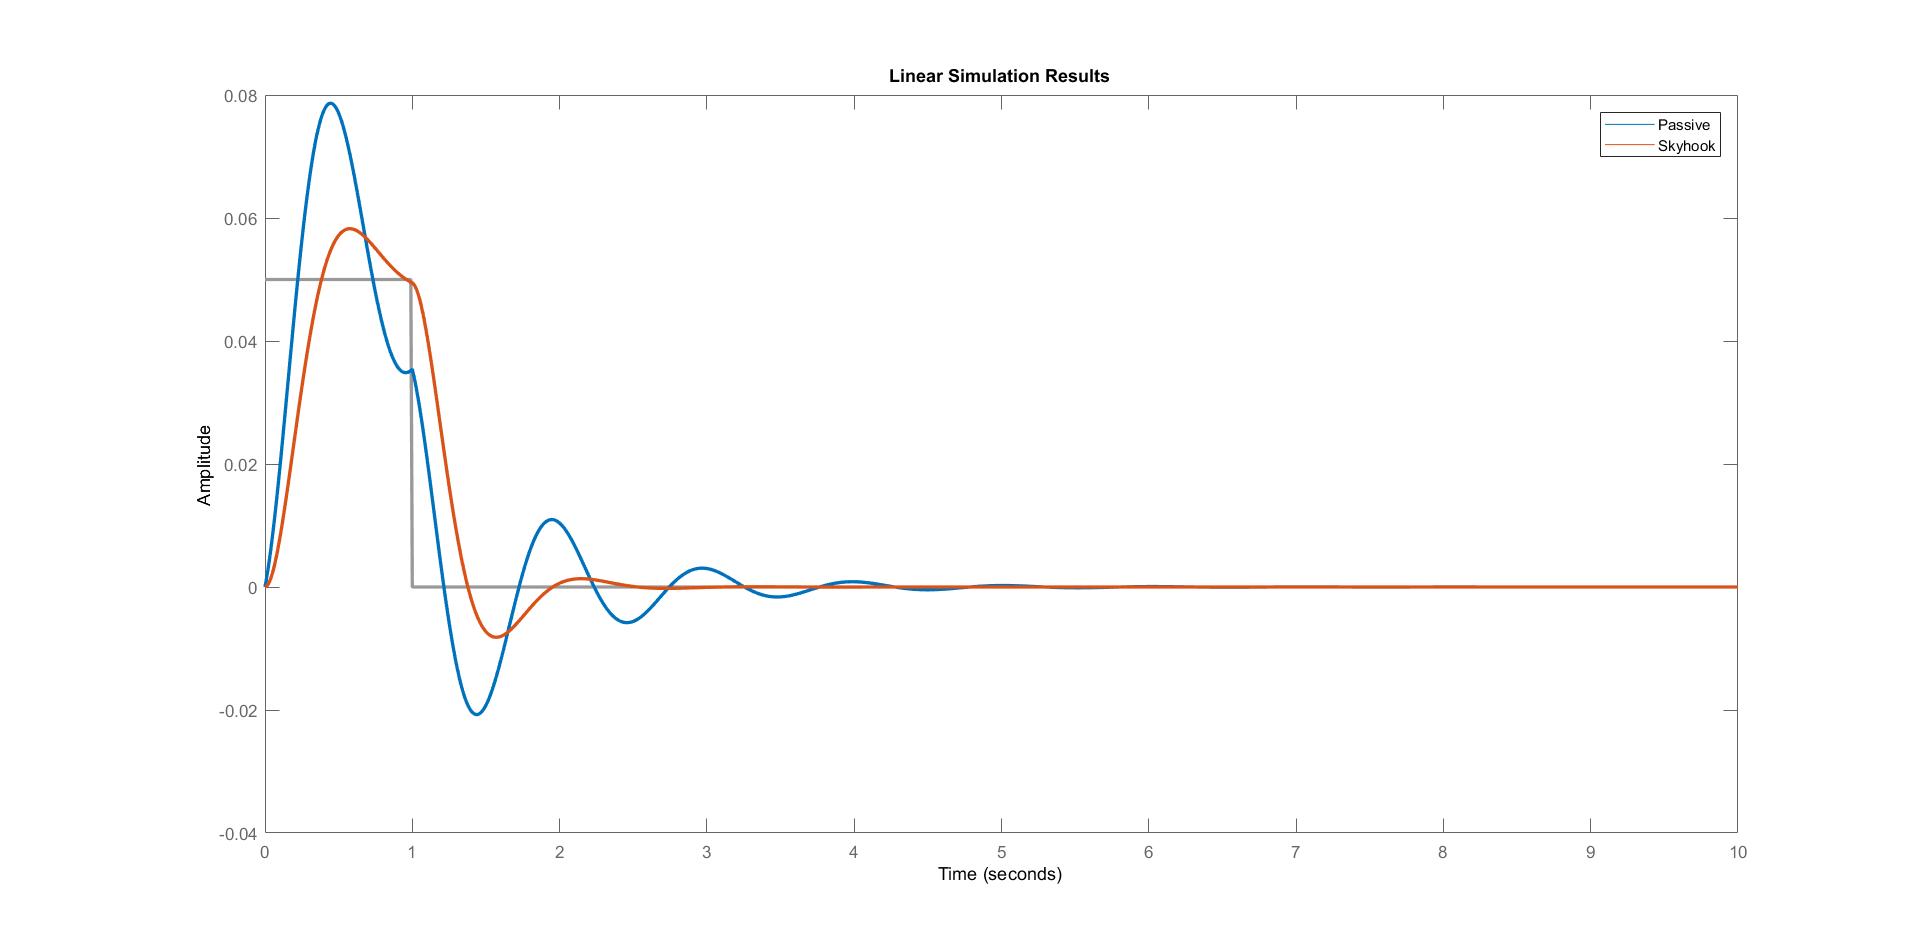 Linear Simulation Results
Passive
Skyhook
0.08
0.06
0.04
0.02
0
-0.02
-0.04
Amplitude
0 1 2 3 4 5 6 7 8 9 10
Time (seconds)